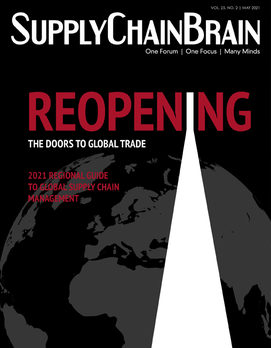 VOL. 25, NO. 2 | MAY 2021
SUPPLYCHAINBRAIN
One Forum | One Focus | Many Minds
REOPENING
THE DOORS TO GLOBAL TRADE
2021 REGIONAL GUIDE
TO GLOBAL SUPPLY CHAIN
MANAGEMENT